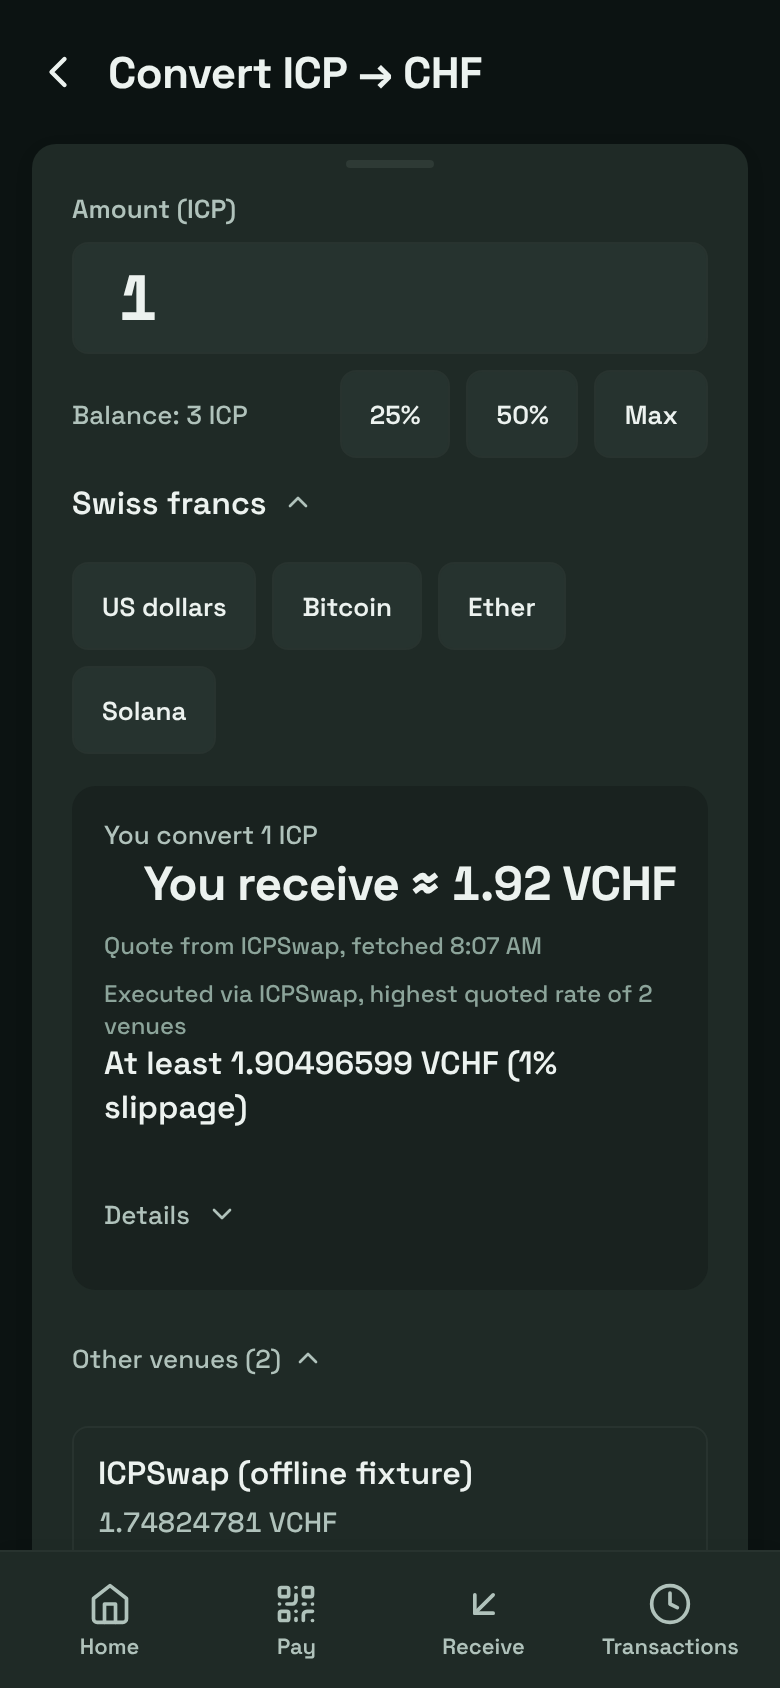 Convert ICP → CHF
Amount (ICP)
1
Balance: 3 ICP
25%
50%
Max
Swiss francs
US dollars
Bitcoin
Ether
Solana
You convert 1 ICP
You receive ≈ 1.92 VCHF
Quote from ICPSwap, fetched 8:07 AM
Executed via ICPSwap, highest quoted rate of 2
venues
At least 1.90496599 VCHF (1%
slippage)
Details
Other venues (2)
ICPSwap (offline fixture)
1.74824781 VCHF
Home
Pay
Receive
Transactions